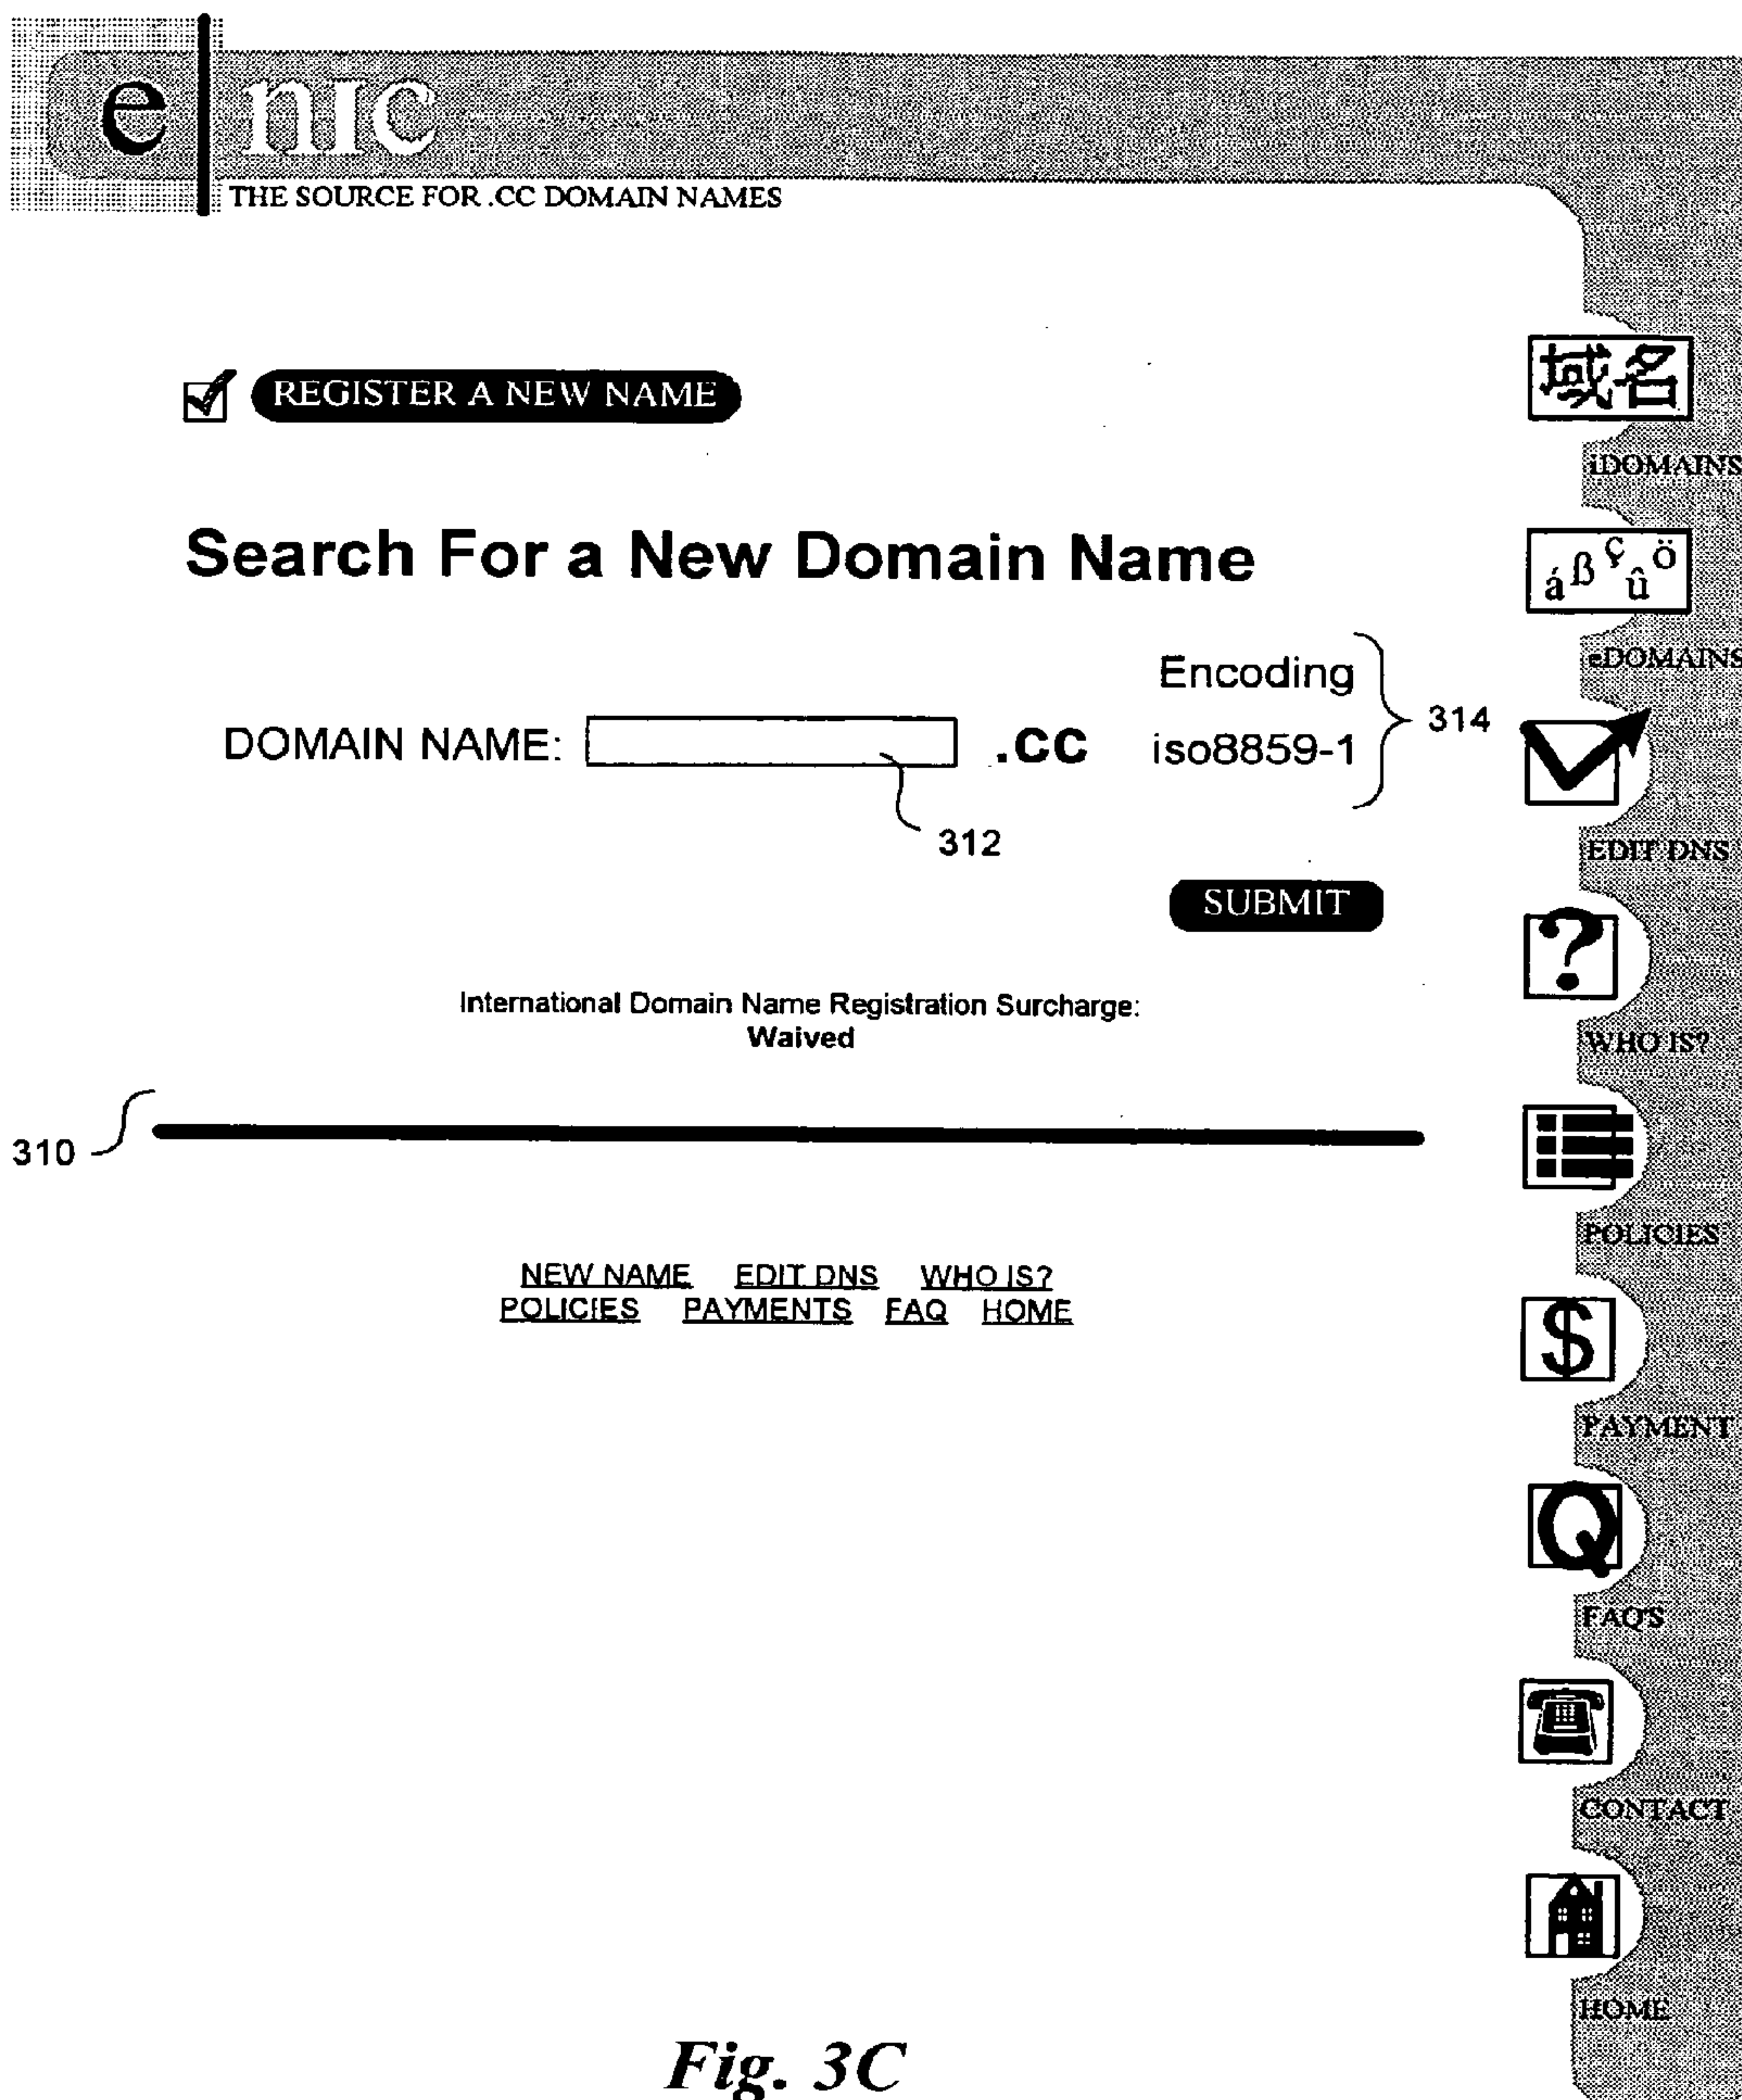 e nic
THE SOURCE FOR .CC DOMAIN NAMES
REGISTER A NEW NAME
域名
iDOMAINS
Search For a New Domain Name
á ß ç û ö
eDOMAINS
Encoding
314
DOMAIN NAME: .cc iso8859-1
312
EDIT DNS
SUBMIT
?
International Domain Name Registration Surcharge:
Waived
WHO IS?
310
POLICIES
NEW NAME EDIT DNS WHO IS?
POLICIES PAYMENTS FAQ HOME
$
PAYMENT
Q
FAQ'S
CONTACT
HOME
Fig. 3C